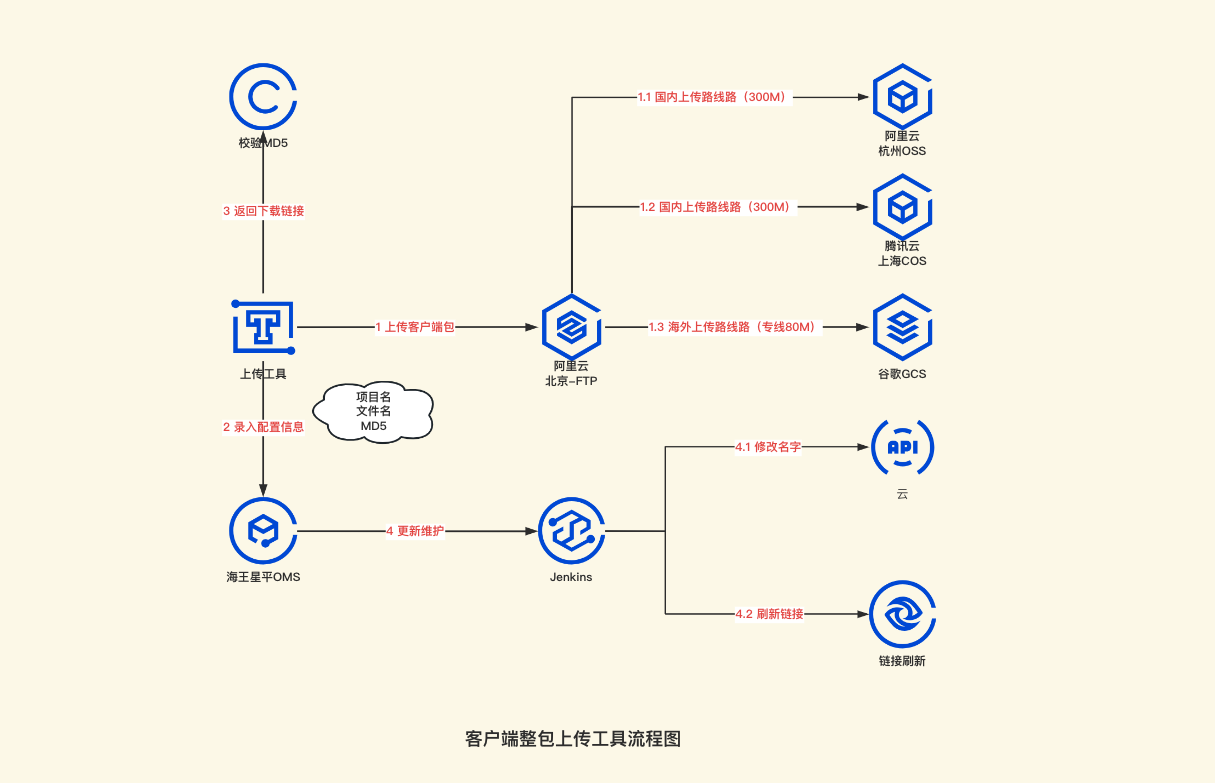 1.1 国内上传路线路（300M）
阿里云
杭州OSS
校验MD5
1.2 国内上传路线路（300M）
3 返回下载链接
腾讯云
上海COS
1 上传客户端包
1.3 海外上传路线路（专线80M）
阿里云
北京-FTP
上传工具
谷歌GCS
项目名
文件名
MD5
2 录入配置信息
4.1 修改名字
API
云
4 更新维护
海王星平OMS
Jenkins
4.2 刷新链接
链接刷新
客户端整包上传工具流程图